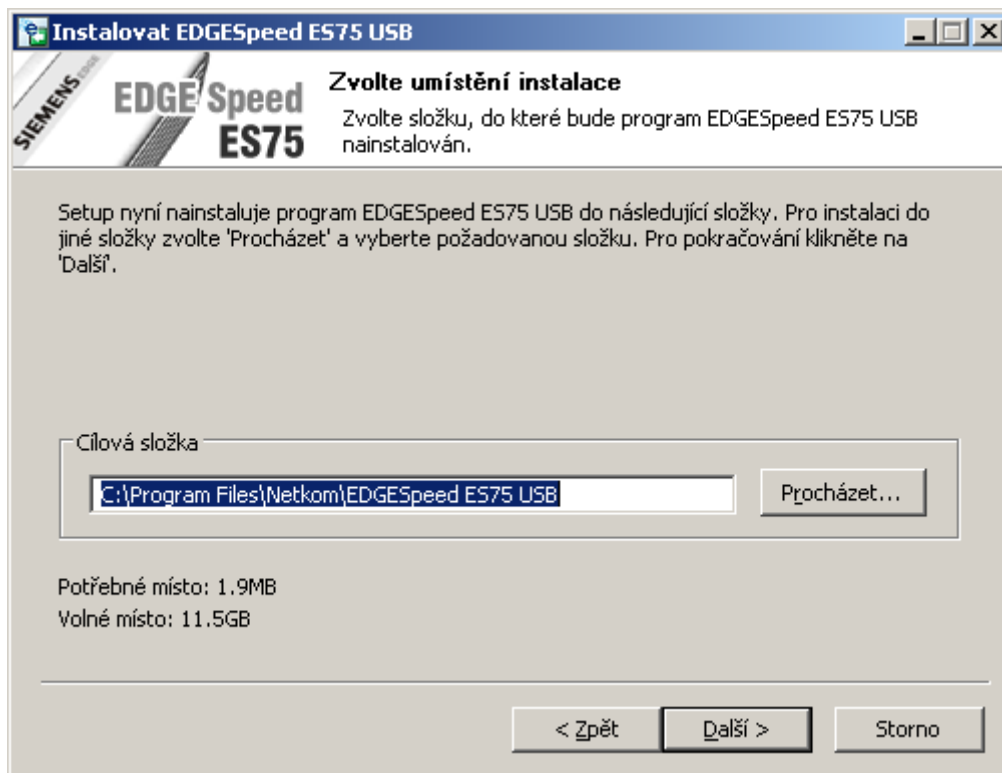 Instalovat EDGESpeed ES75 USB
SIEMENS EDGE
EDGE Speed
ES75
Zvolte umístění instalace
Zvolte složku, do které bude program EDGESpeed ES75 USB
nainstalován.
Setup nyní nainstaluje program EDGESpeed ES75 USB do následující složky. Pro instalaci do
jiné složky zvolte 'Procházet' a vyberte požadovanou složku. Pro pokračování klikněte na
'Další'.
Cílová složka
C:\Program Files\Netkom\EDGESpeed ES75 USB
Procházet...
Potřebné místo: 1.9MB
Volné místo: 11.5GB
< Zpět
Další >
Storno